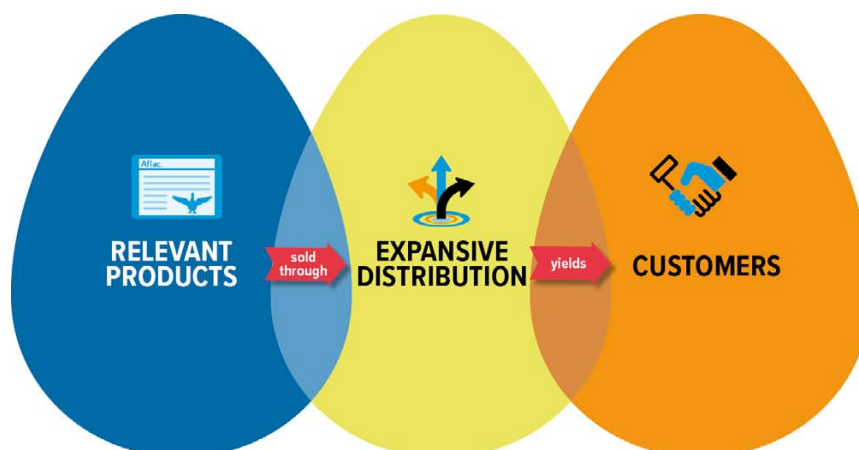 Aflac.
RELEVANT
PRODUCTS
sold
through
EXPANSIVE
DISTRIBUTION
yields
CUSTOMERS